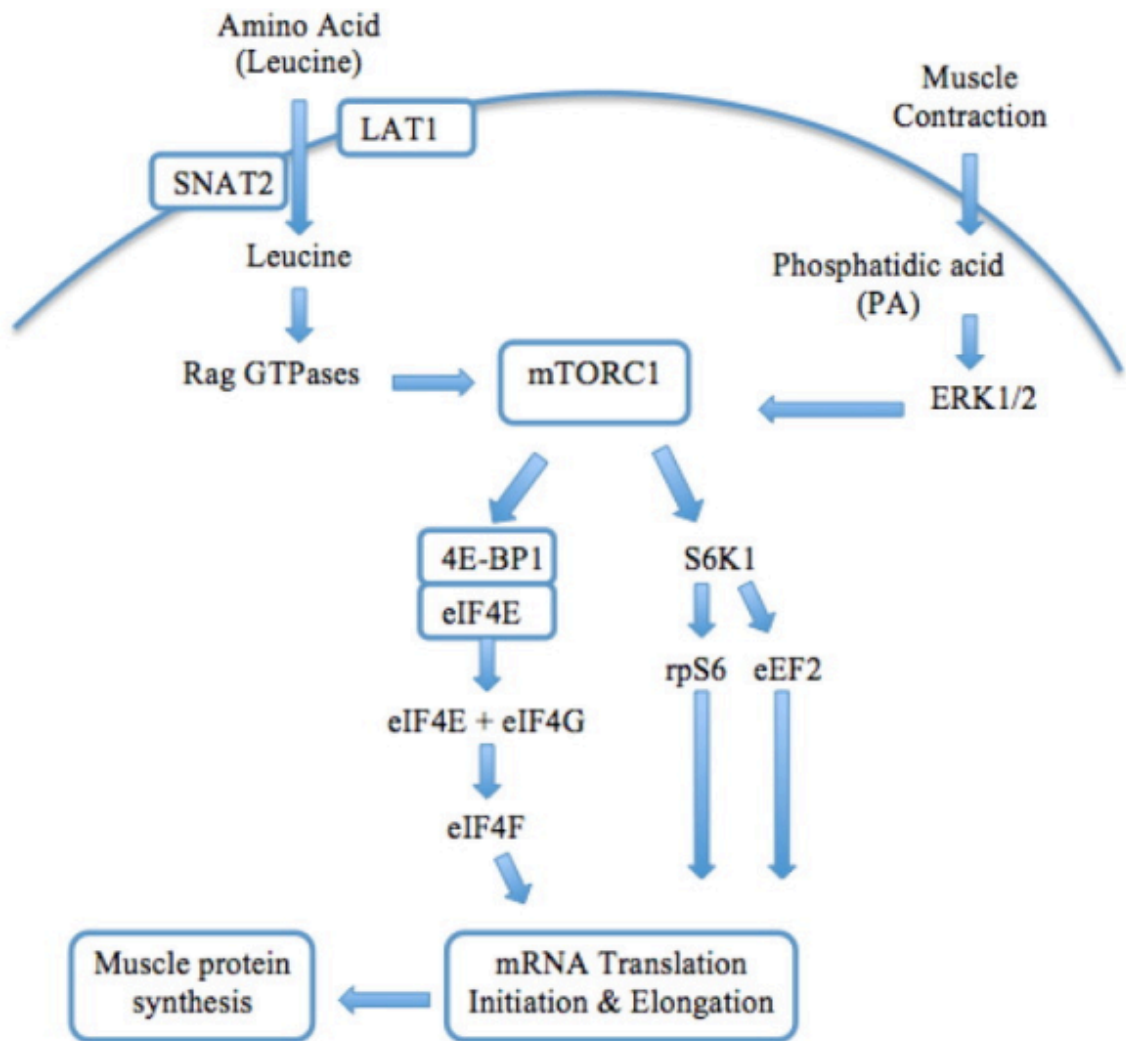 Amino Acid
(Leucine)
Muscle
Contraction
LAT1
SNAT2
Leucine
Phosphatidic acid
(PA)
Rag GTPases
mTORC1
ERK1/2
4E-BP1
S6K1
eIF4E
rpS6
eEF2
eIF4E + eIF4G
eIF4F
Muscle protein
synthesis
mRNA Translation
Initiation & Elongation